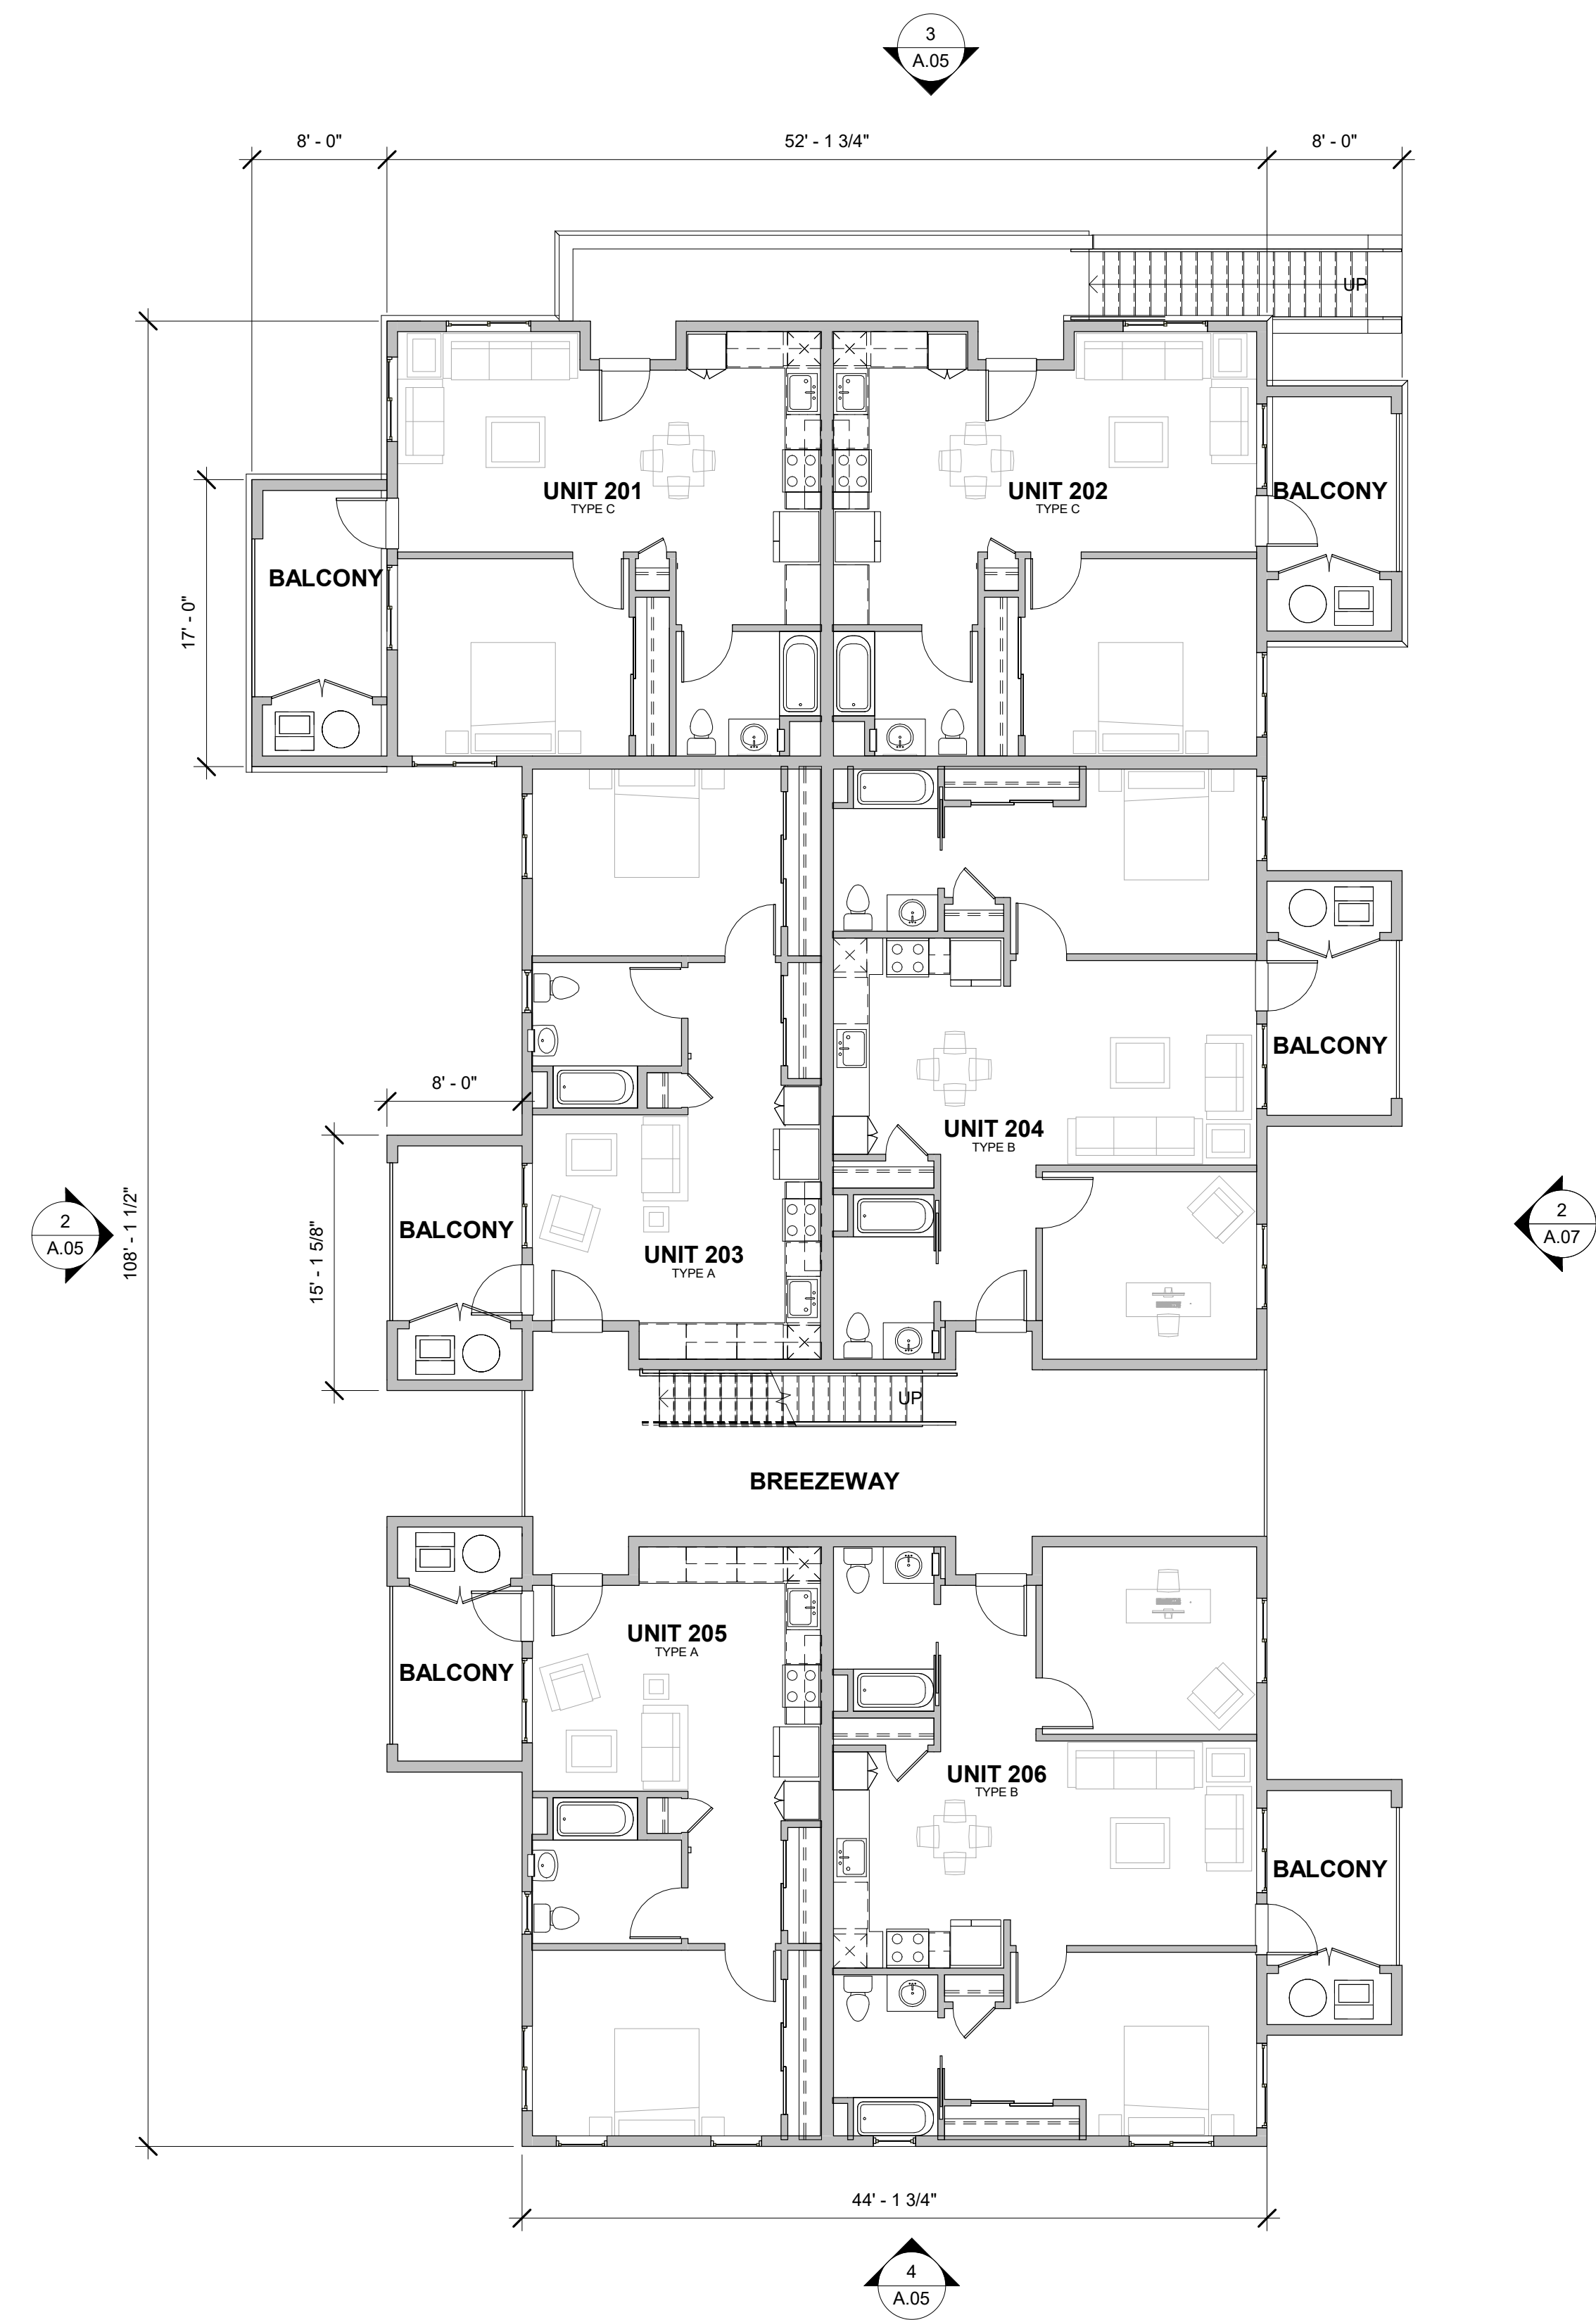 3
A.05
8' - 0"
52' - 1 3/4"
8' - 0"
UP
UNIT 201
TYPE C
UNIT 202
TYPE C
BALCONY
BALCONY
17' - 0"
8' - 0"
BALCONY
UNIT 204
TYPE B
2
A.05
108' - 1 1/2"
15' - 1 5/8"
BALCONY
UNIT 203
TYPE A
2
A.07
UP
BREEZEWAY
UNIT 205
TYPE A
BALCONY
UNIT 206
TYPE B
BALCONY
44' - 1 3/4"
4
A.05